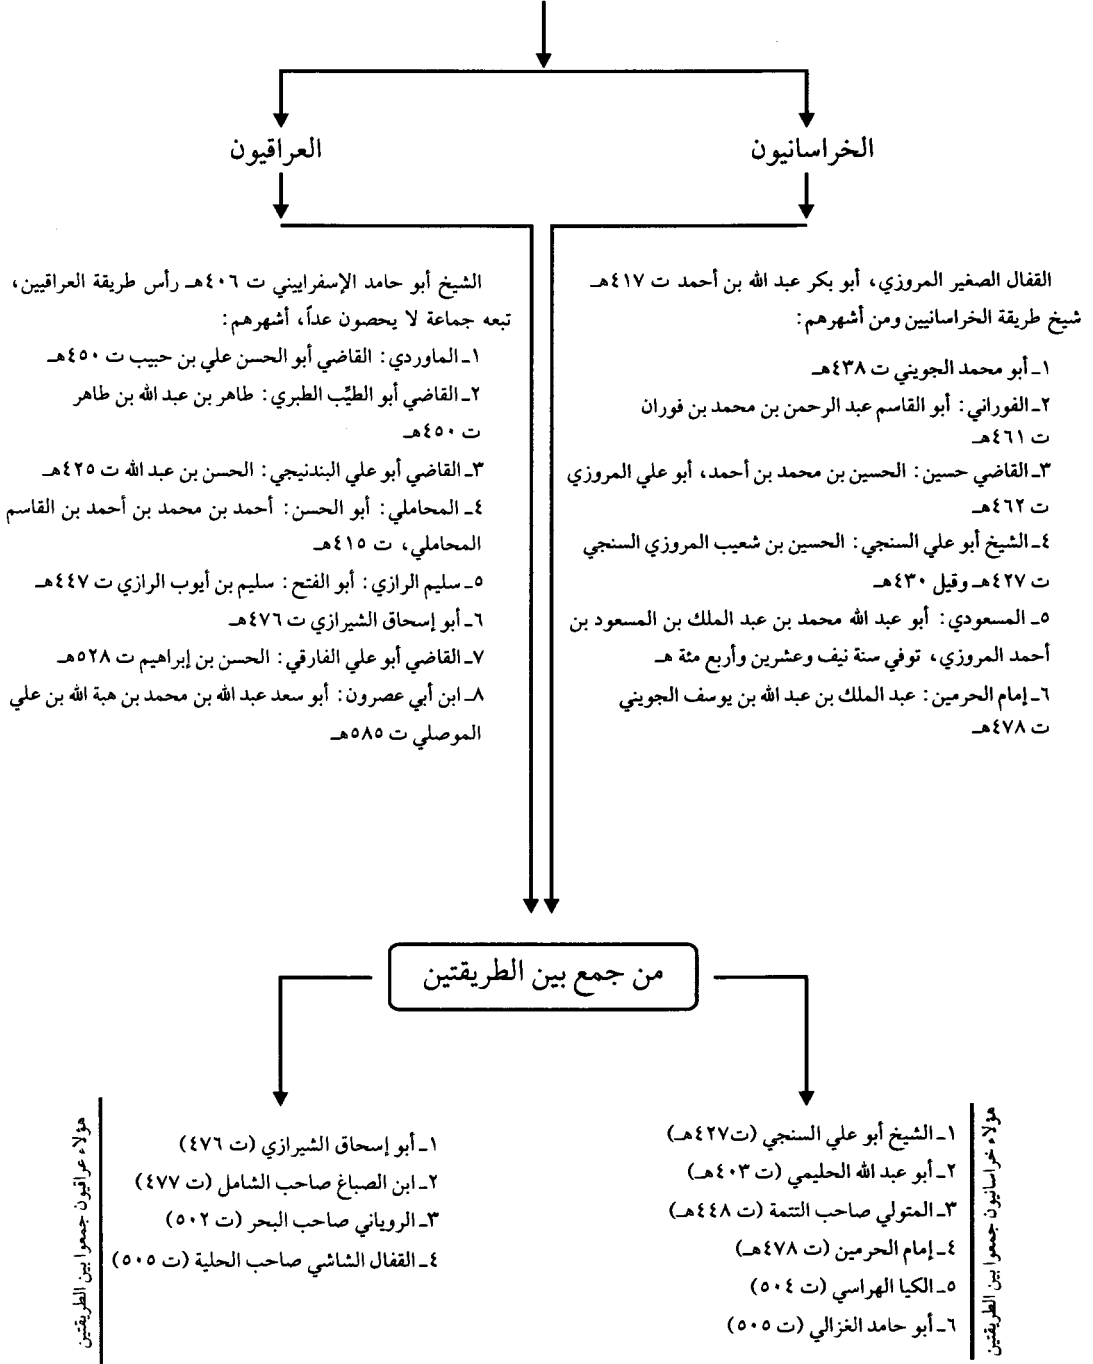 الخراسانيون
العراقيون
القفال الصغير المروزي، أبو بكر عبد الله بن أحمد ت ٤١٧هـ
شيخ طريقة الخراسانيين ومن أشهرهم:
١ـ أبو محمد الجويني ت ٤٣٨هـ
٢ـ الفوراني: أبو القاسم عبد الرحمن بن محمد بن فوران
ت ٤٦١هـ
٣ـ القاضي حسين: الحسين بن محمد بن أحمد، أبو علي المروزي
ت ٤٦٢هـ
٤ـ الشيخ أبو علي السنجي: الحسين بن شعيب المروزي السنجي
ت ٤٢٧هـ وقيل ٤٣٠هـ
٥ـ المسعودي: أبو عبد الله محمد بن عبد الملك بن المسعود بن
أحمد المروزي، توفي سنة نيف وعشرين وأربع مئة هـ
٦ـ إمام الحرمين: عبد الملك بن عبد الله بن يوسف الجويني
ت ٤٧٨هـ
الشيخ أبو حامد الإسفراييني ت ٤٠٦هـ رأس طريقة العراقيين،
تبعه جماعة لا يحصون عداً، أشهرهم:
١ـ الماوردي: القاضي أبو الحسن علي بن حبيب ت ٤٥٠هـ
٢ـ القاضي أبو الطيِّب الطبري: طاهر بن عبد الله بن طاهر
ت ٤٥٠هـ
٣ـ القاضي أبو علي البندنيجي: الحسن بن عبد الله ت ٤٢٥هـ
٤ـ المحاملي: أبو الحسن: أحمد بن محمد بن أحمد بن القاسم
المحاملي، ت ٤١٥هـ
٥ـ سليم الرازي: أبو الفتح: سليم بن أيوب الرازي ت ٤٤٧هـ
٦ـ أبو إسحاق الشيرازي ت ٤٧٦هـ
٧ـ القاضي أبو علي الفارقي: الحسن بن إبراهيم ت ٥٢٨هـ
٨ـ ابن أبي عصرون: أبو سعد عبد الله بن محمد بن هبة الله بن علي
الموصلي ت ٥٨٥هـ
من جمع بين الطريقتين
هؤلاء خراسانيون جمعوا بين الطريقتين
١ـ الشيخ أبو علي السنجي (ت٤٢٧هـ)
٢ـ أبو عبد الله الحليمي (ت ٤٠٣هـ)
٣ـ المتولي صاحب التتمة (ت ٤٤٨هـ)
٤ـ إمام الحرمين (ت ٤٧٨هـ)
٥ـ الكيا الهراسي (ت ٥٠٤)
٦ـ أبو حامد الغزالي (ت ٥٠٥)
١ـ أبو إسحاق الشيرازي (ت ٤٧٦)
٢ـ ابن الصباغ صاحب الشامل (ت ٤٧٧)
٣ـ الروياني صاحب البحر (ت ٥٠٢)
٤ـ القفال الشاشي صاحب الحلية (ت ٥٠٥)
هؤلاء عراقيون جمعوا بين الطريقتين